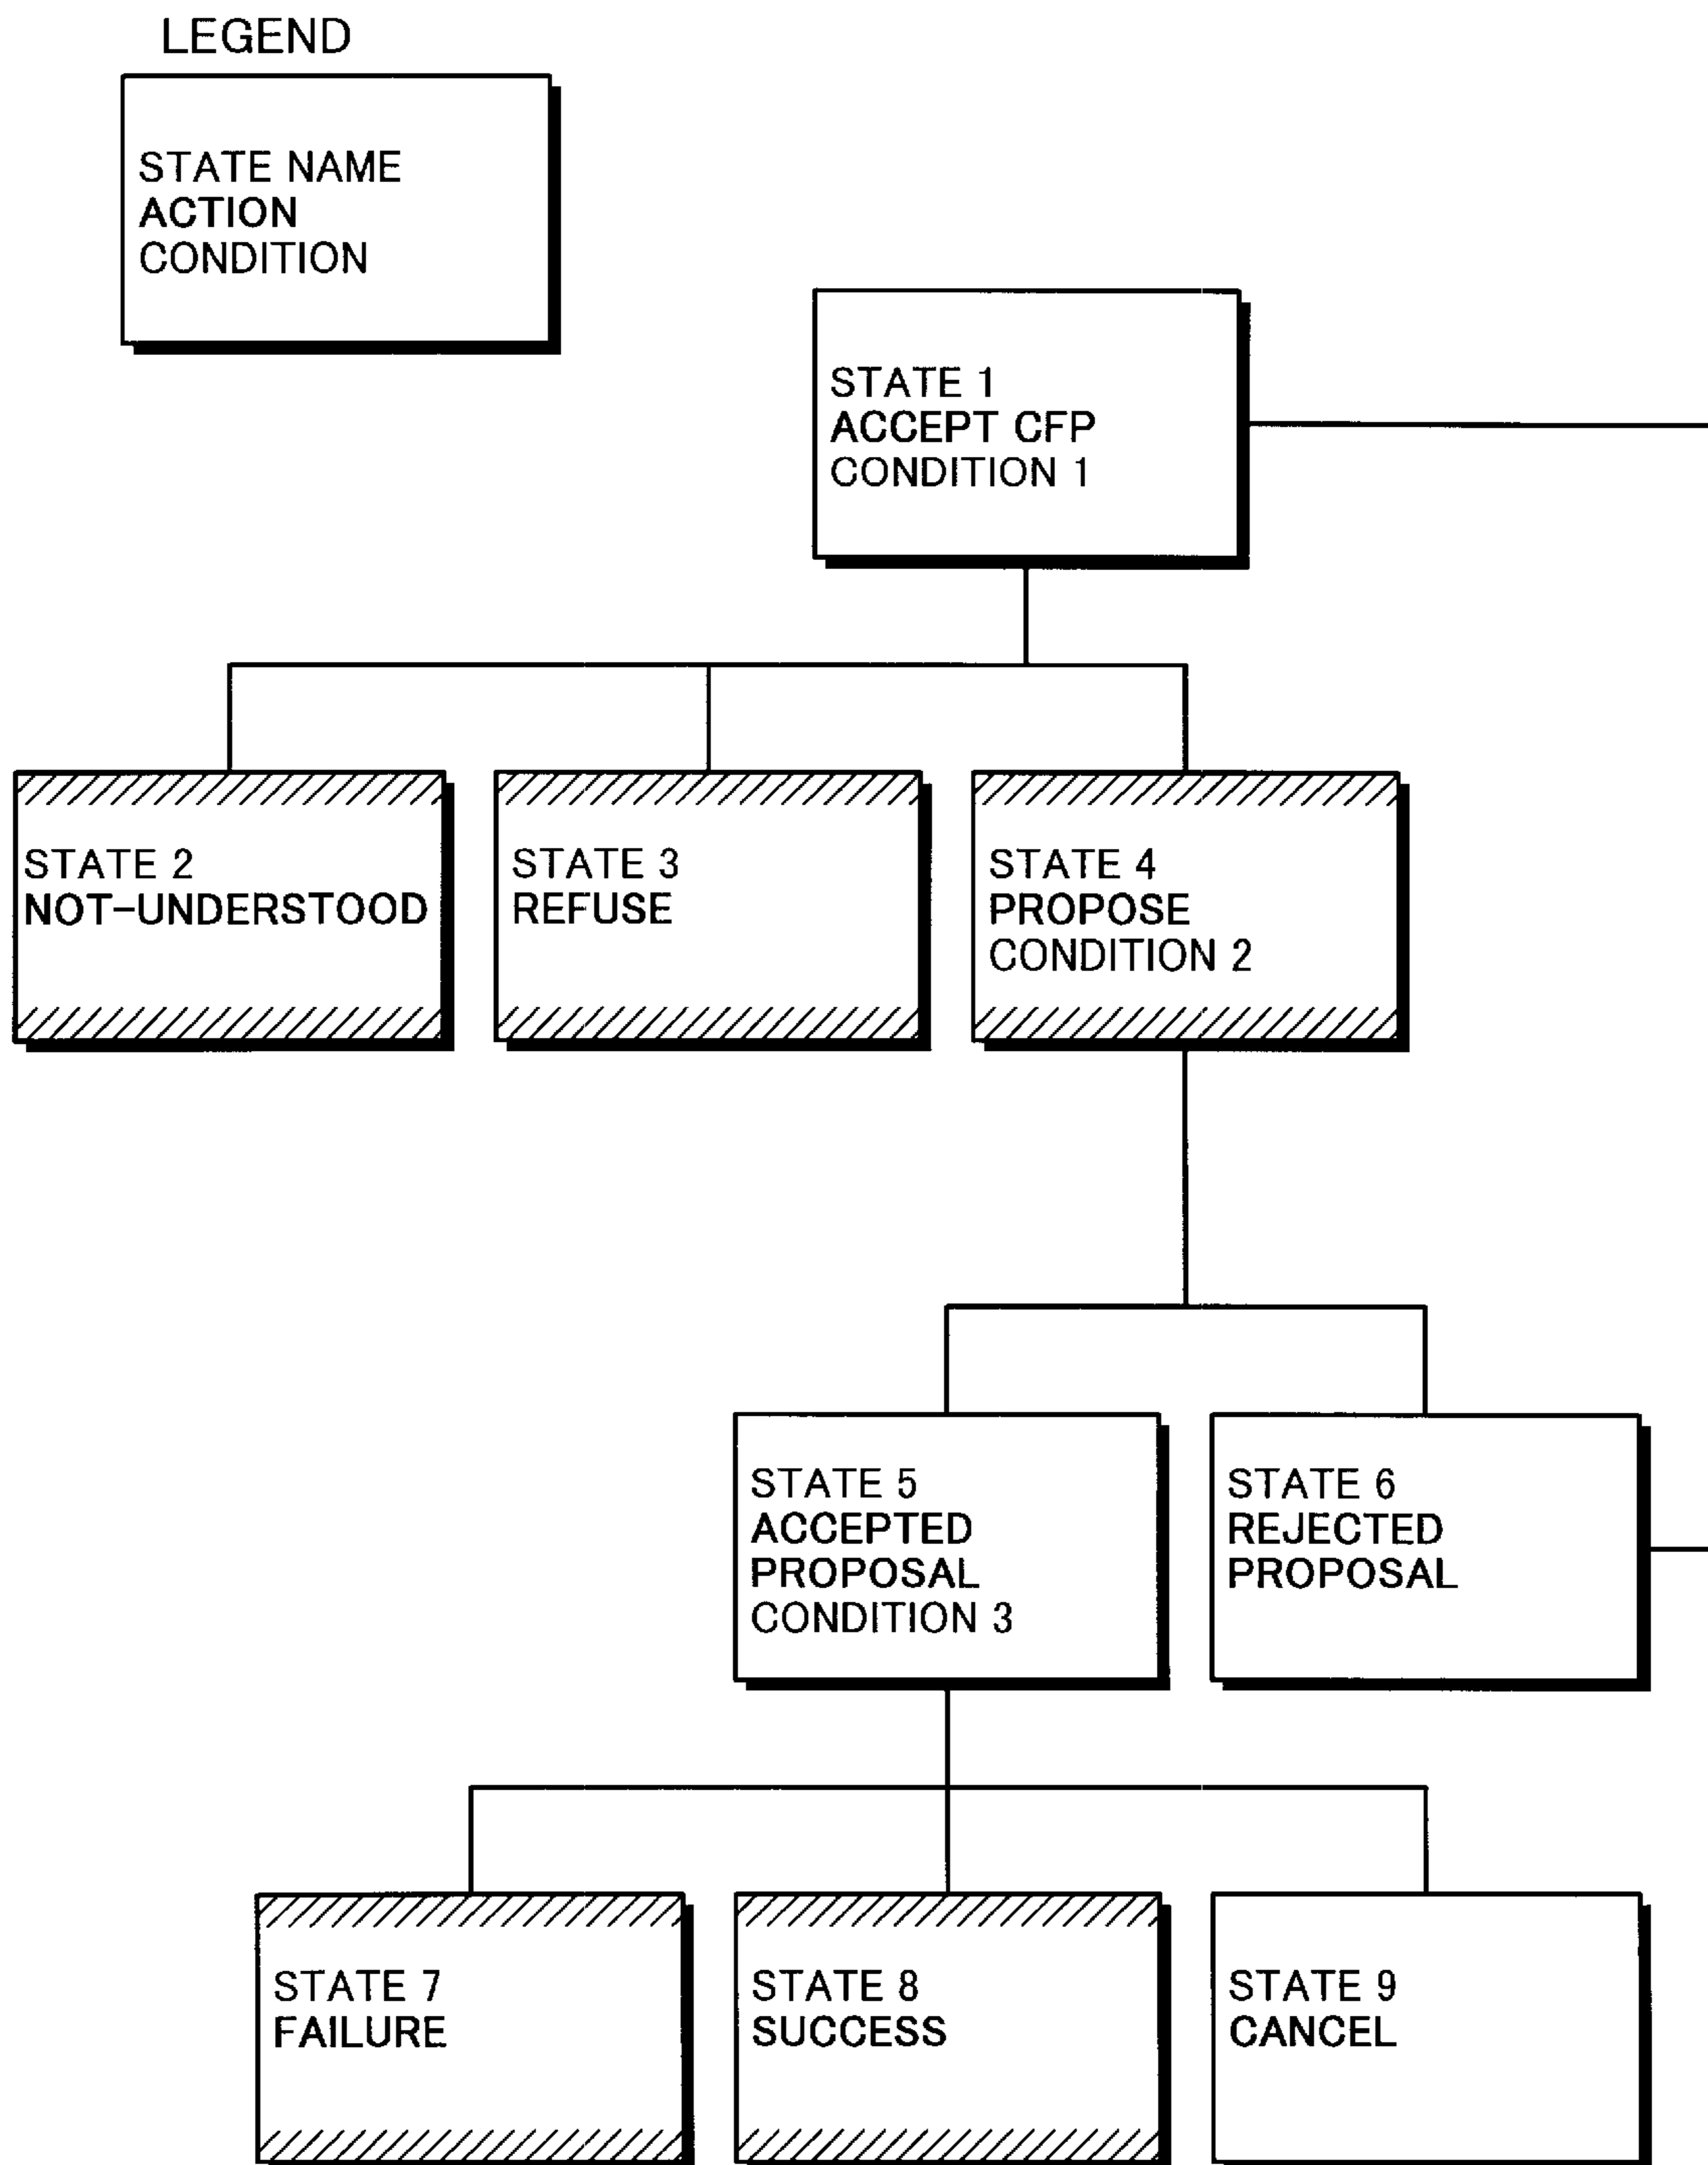 LEGEND
STATE NAME
ACTION
CONDITION
STATE 1
ACCEPT CFP
CONDITION 1
STATE 2
NOT-UNDERSTOOD
STATE 3
REFUSE
STATE 4
PROPOSE
CONDITION 2
STATE 5
ACCEPTED
PROPOSAL
CONDITION 3
STATE 6
REJECTED
PROPOSAL
STATE 7
FAILURE
STATE 8
SUCCESS
STATE 9
CANCEL